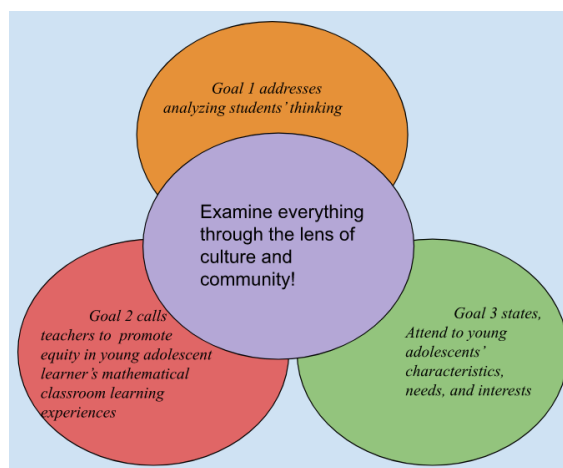 Goal 1 addresses
analyzing students' thinking
Examine everything
through the lens of
culture and
community!
Goal 2 calls
teachers to promote
equity in young adolescent
learner's mathematical
classroom learning
experiences
Goal 3 states,
Attend to young
adolescents'
characteristics,
needs, and interests